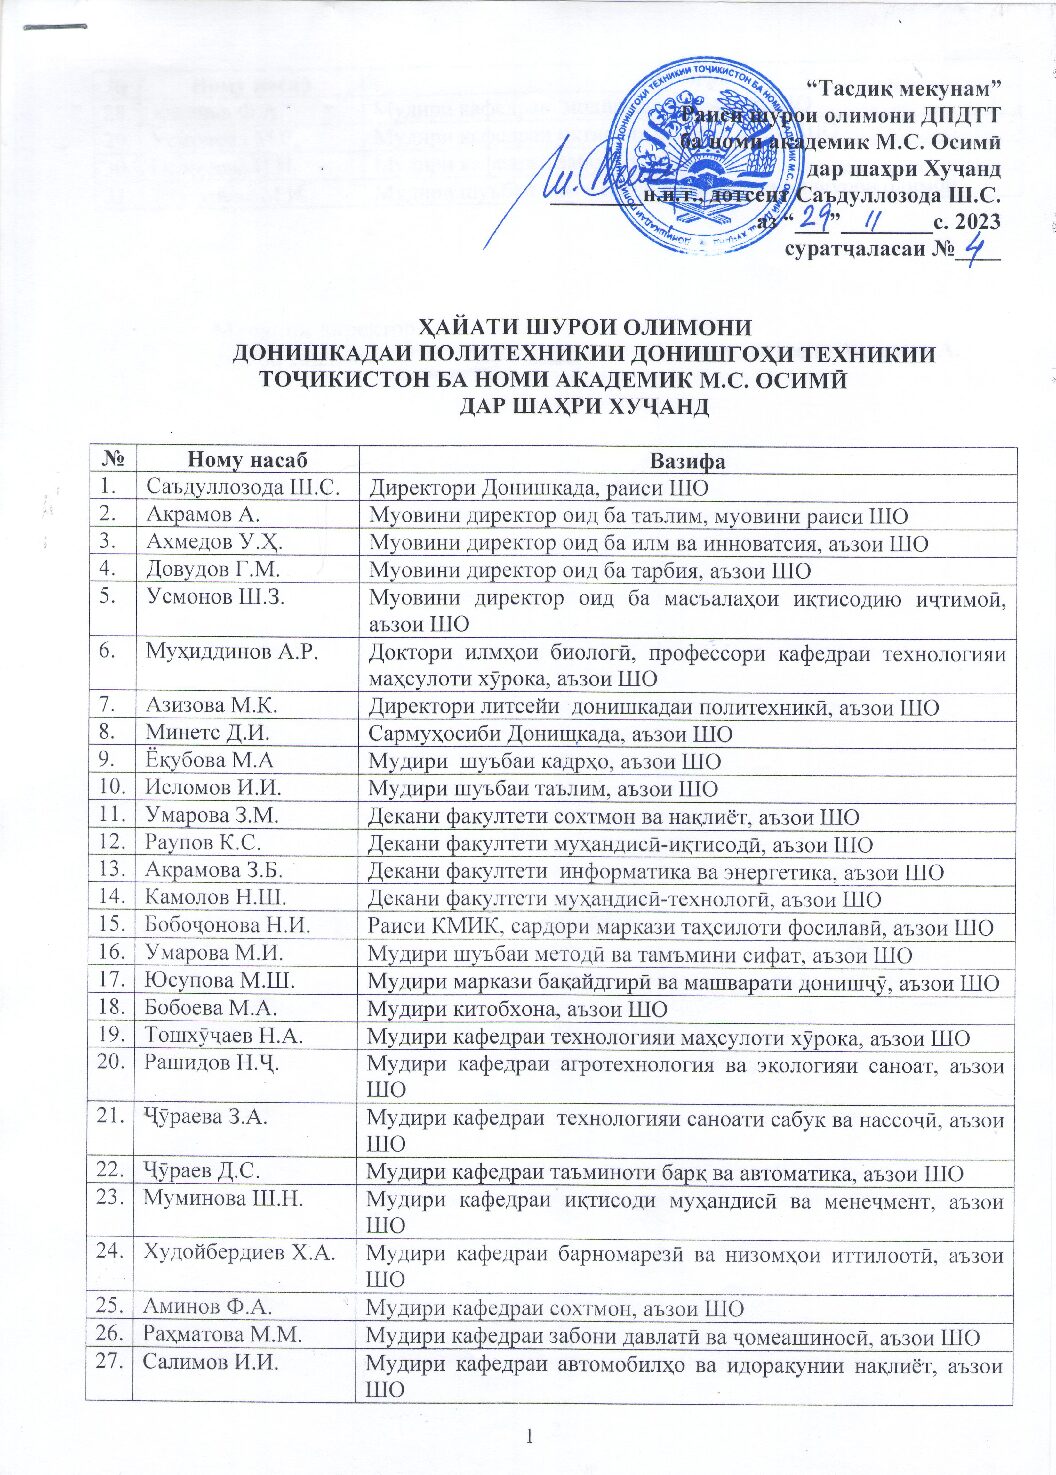 “Тасдиқ мекунам”
Раиси шурои олимони ДПДТТ
ба номи академик М.С. Осимӣ
дар шаҳри Хуҷанд
н.и.т., дотсент Саъдуллозода Ш.С.
аз “29” 11 с. 2023
суратҷаласаи № 4
ҲАЙАТИ ШУРОИ ОЛИМОНИ
ДОНИШКАДАИ ПОЛИТЕХНИКИИ ДОНИШГОҲИ ТЕХНИКИИ
ТОҶИКИСТОН БА НОМИ АКАДЕМИК М.С. ОСИМӢ
ДАР ШАҲРИ ХУҶАНД
№ Ному насаб Вазифа
1. Саъдуллозода Ш.С. Директори Донишкада, раиси ШО
2. Акрамов А. Муовини директор оид ба таълим, муовини раиси ШО
3. Ахмедов У.Ҳ. Муовини директор оид ба илм ва инноватсия, аъзои ШО
4. Довудов Г.М. Муовини директор оид ба тарбия, аъзои ШО
5. Усмонов Ш.З. Муовини директор оид ба масъалаҳои иқтисодию иҷтимоӣ,
аъзои ШО
6. Муҳиддинов А.Р. Доктори илмҳои биологӣ, профессори кафедраи технологияи
маҳсулоти хӯрока, аъзои ШО
7. Азизова М.К. Директори литсейи донишкадаи политехникӣ, аъзои ШО
8. Минетс Д.И. Сармуҳосиби Донищкада, аъзои ШО
9. Ёқубова М.А Мудири шуъбаи кадрҳо, аъзои ШО
10. Исломов И.И. Мудири шуъбаи таълим, аъзои ШО
11. Умарова З.М. Декани факултети сохтмон ва нақлиёт, аъзои ШО
12. Раупов К.С. Декани факултети муҳандисӣ-иқтисодӣ, аъзои ШО
13. Акрамова З.Б. Декани факултети информатика ва энергетика, аъзои ШО
14. Камолов Н.Ш. Декани факултети муҳандисӣ-технологӣ, аъзои ШО
15. Бобоҷонова Н.И. Раиси КМИК, сардори маркази таҳсилоти фосилавӣ, аъзои ШО
16. Умарова М.И. Мудири шуъбаи методӣ ва тамъмини сифат, аъзои ШО
17. Юсупова М.Ш. Мудири маркази бақайдгирӣ ва машварати донишҷӯ, аъзои ШО
18. Бобоева М.А. Мудири китобхона, аъзои ШО
19. Тошхӯҷаев Н.А. Мудири кафедраи технологияи маҳсулоти хӯрока, аъзои ШО
20. Рашидов Н.Ҷ. Мудири кафедраи агротехнология ва экологияи саноат, аъзои
ШО
21. Ҷӯраева З.А. Мудири кафедраи технологияи саноати сабук ва нассоҷӣ, аъзои
ШО
22. Ҷӯраев Д.С. Мудири кафедраи таъминоти барқ ва автоматика, аъзои ШО
23. Муминова Ш.Н. Мудири кафедраи иқтисоди муҳандисӣ ва менеҷмент, аъзои
ШО
24. Худойбердиев Х.А. Мудири кафедраи барномарезӣ ва низомҳои иттилоотӣ, аъзои
ШО
25. Аминов Ф.А. Мудири кафедраи сохтмон, аъзои ШО
26. Раҳматова М.М. Мудири кафедраи забони давлатӣ ва ҷомеашиносӣ, аъзои ШО
27. Салимов И.И. Мудири кафедраи автомобилҳо ва идоракунии нақлиёт, аъзои
ШО
1